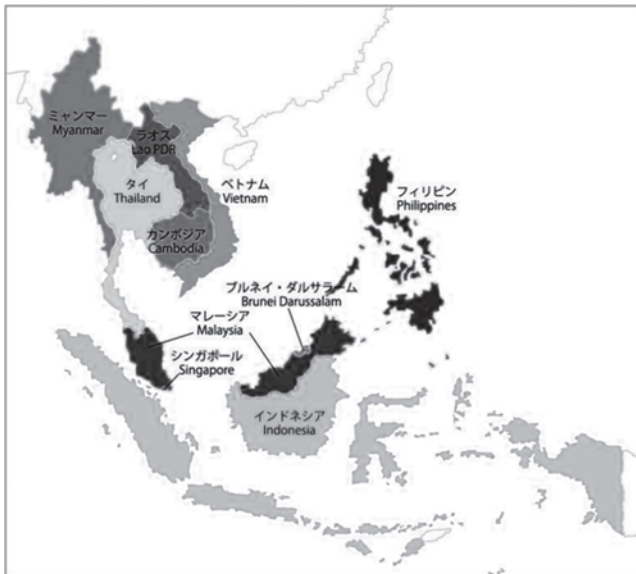 ミャンマー
Myanmar
ラオス
Lao PDR
タイ
Thailand
ベトナム
Vietnam
カンボジア
Cambodia
フィリピン
Philippines
ブルネイ・ダルサラーム
Brunei Darussalam
マレーシア
Malaysia
シンガポール
Singapore
インドネシア
Indonesia